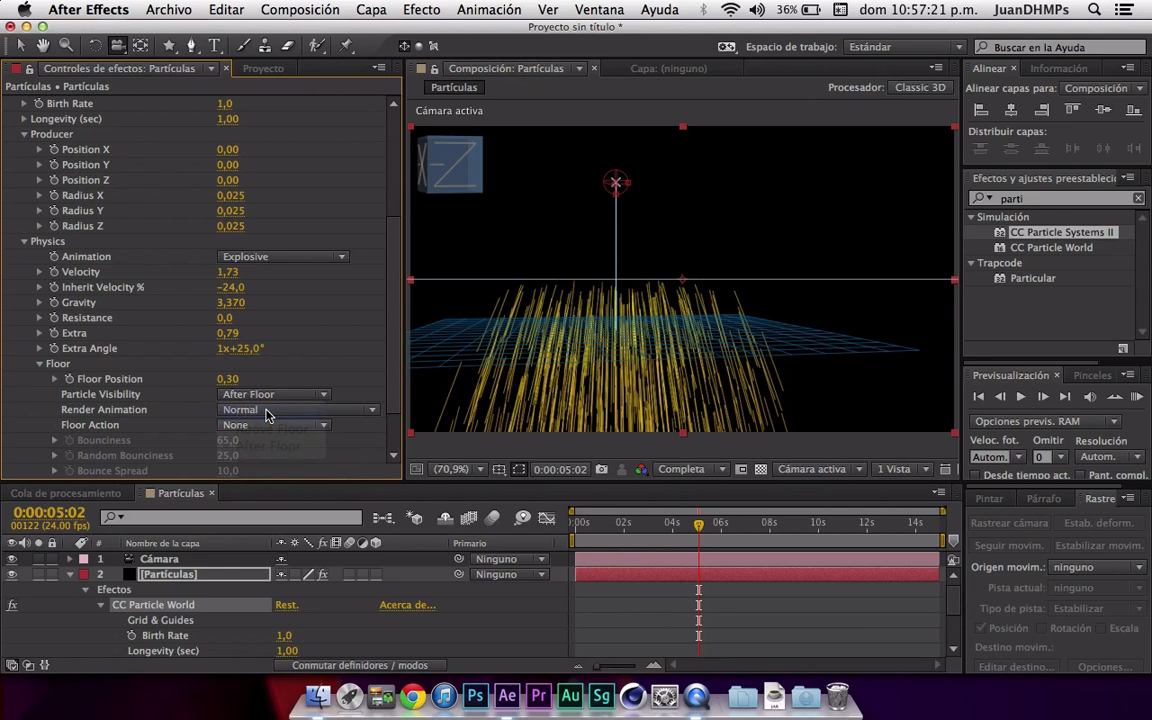 After Effects Archivo Editar Composición Capa Efecto Animación Ver Ventana Ayuda 36% dom 10:57:21 p.m. JuanDHMPs
Proyecto sin título *
Espacio de trabajo: Estándar Buscar en la Ayuda
Controles de efectos: Partículas Proyecto
Partículas • Partículas
Birth Rate 1,0
Longevity (sec) 1,00
Producer
Position X 0,00
Position Y 0,00
Position Z 0,00
Radius X 0,025
Radius Y 0,025
Radius Z 0,025
Physics
Animation Explosive
Velocity 1,73
Inherit Velocity % -24,0
Gravity 3,370
Resistance 0,0
Extra 0,79
Extra Angle 1x+25,0°
Floor
Floor Position 0,30
Particle Visibility After Floor
Render Animation Normal
Floor Action None
After Floor
Bounciness 65,0
Random Bounciness 25,0
Bounce Spread 10,0
Composición: Partículas Capa: (ninguno)
Partículas Procesador: Classic 3D
Cámara activa
X -Z
(70,9%) 0:00:05:02 Completa Cámara activa 1 Vista
Alinear Información
Alinear capas para: Composición
Distribuir capas:
Efectos y ajustes preestablecido
parti
Simulación
CC Particle Systems II
CC Particle World
Trapcode
Particular
Previsualización Pinceles
Opciones previsual. RAM
Veloc. fot Omitir Resolución
Autom. 0 Autom.
Desde tiempo act. Pant. compl.
Pintar Párrafo Rastre
Rastrear cámara Estab. deform.
Seguir movim. Estabilizar movim.
Origen movim.: ninguno
Pista actual: ninguno
Tipo de pista: Estabilizar
Posición Rotación Escala
Destino movim.:
Editar destino... Opciones...
Cola de procesamiento Partículas
0:00:05:02
00122 (24.00 fps)
:00s 02s 04s 06s 08s 10s 12s 14s
# Nombre de la capa Primario
1 Cámara Ninguno
2 [Partículas] Ninguno
Efectos
fx CC Particle World Rest. Acerca de...
Grid & Guides
Birth Rate 1,0
Longevity (sec) 1,00
Conmutar definidores / modos
Ps Ae Pr Au Sg
JAR